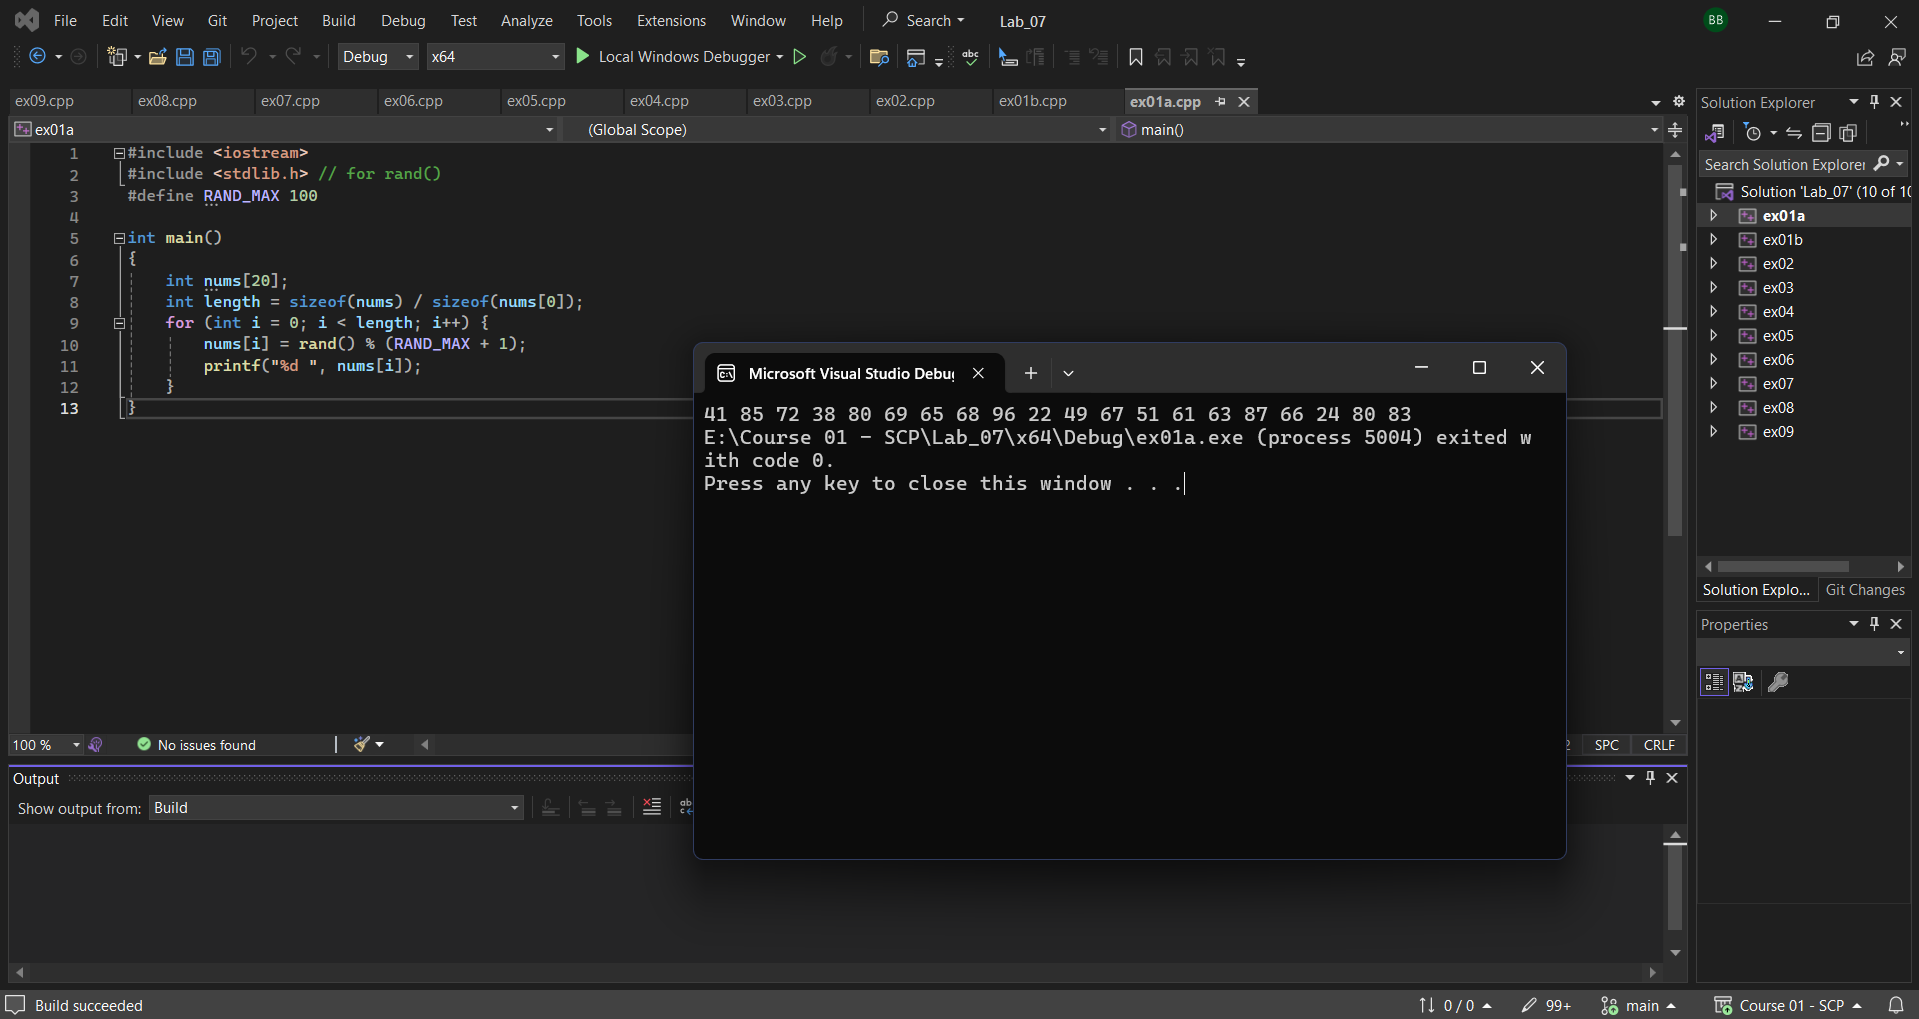 File Edit View Git Project Build Debug Test Analyze Tools Extensions Window Help Search Lab_07 BB
Debug x64 Local Windows Debugger
ex09.cpp ex08.cpp ex07.cpp ex06.cpp ex05.cpp ex04.cpp ex03.cpp ex02.cpp ex01b.cpp ex01a.cpp
ex01a (Global Scope) main()
1 #include <iostream>
2 #include <stdlib.h> // for rand()
3 #define RAND_MAX 100
4
5 int main()
6 {
7 int nums[20];
8 int length = sizeof(nums) / sizeof(nums[0]);
9 for (int i = 0; i < length; i++) {
10 nums[i] = rand() % (RAND_MAX + 1);
11 printf("%d ", nums[i]);
12 }
13 }
Microsoft Visual Studio Debug
41 85 72 38 80 69 65 68 96 22 49 67 51 61 63 87 66 24 80 83
E:\Course 01 - SCP\Lab_07\x64\Debug\ex01a.exe (process 5004) exited w
ith code 0.
Press any key to close this window . . .
100 % No issues found SPC CRLF
Output
Show output from: Build
Solution Explorer
Search Solution Explorer
Solution 'Lab_07' (10 of 10
ex01a
ex01b
ex02
ex03
ex04
ex05
ex06
ex07
ex08
ex09
Solution Explo... Git Changes
Properties
Build succeeded 0 / 0 99+ main Course 01 - SCP